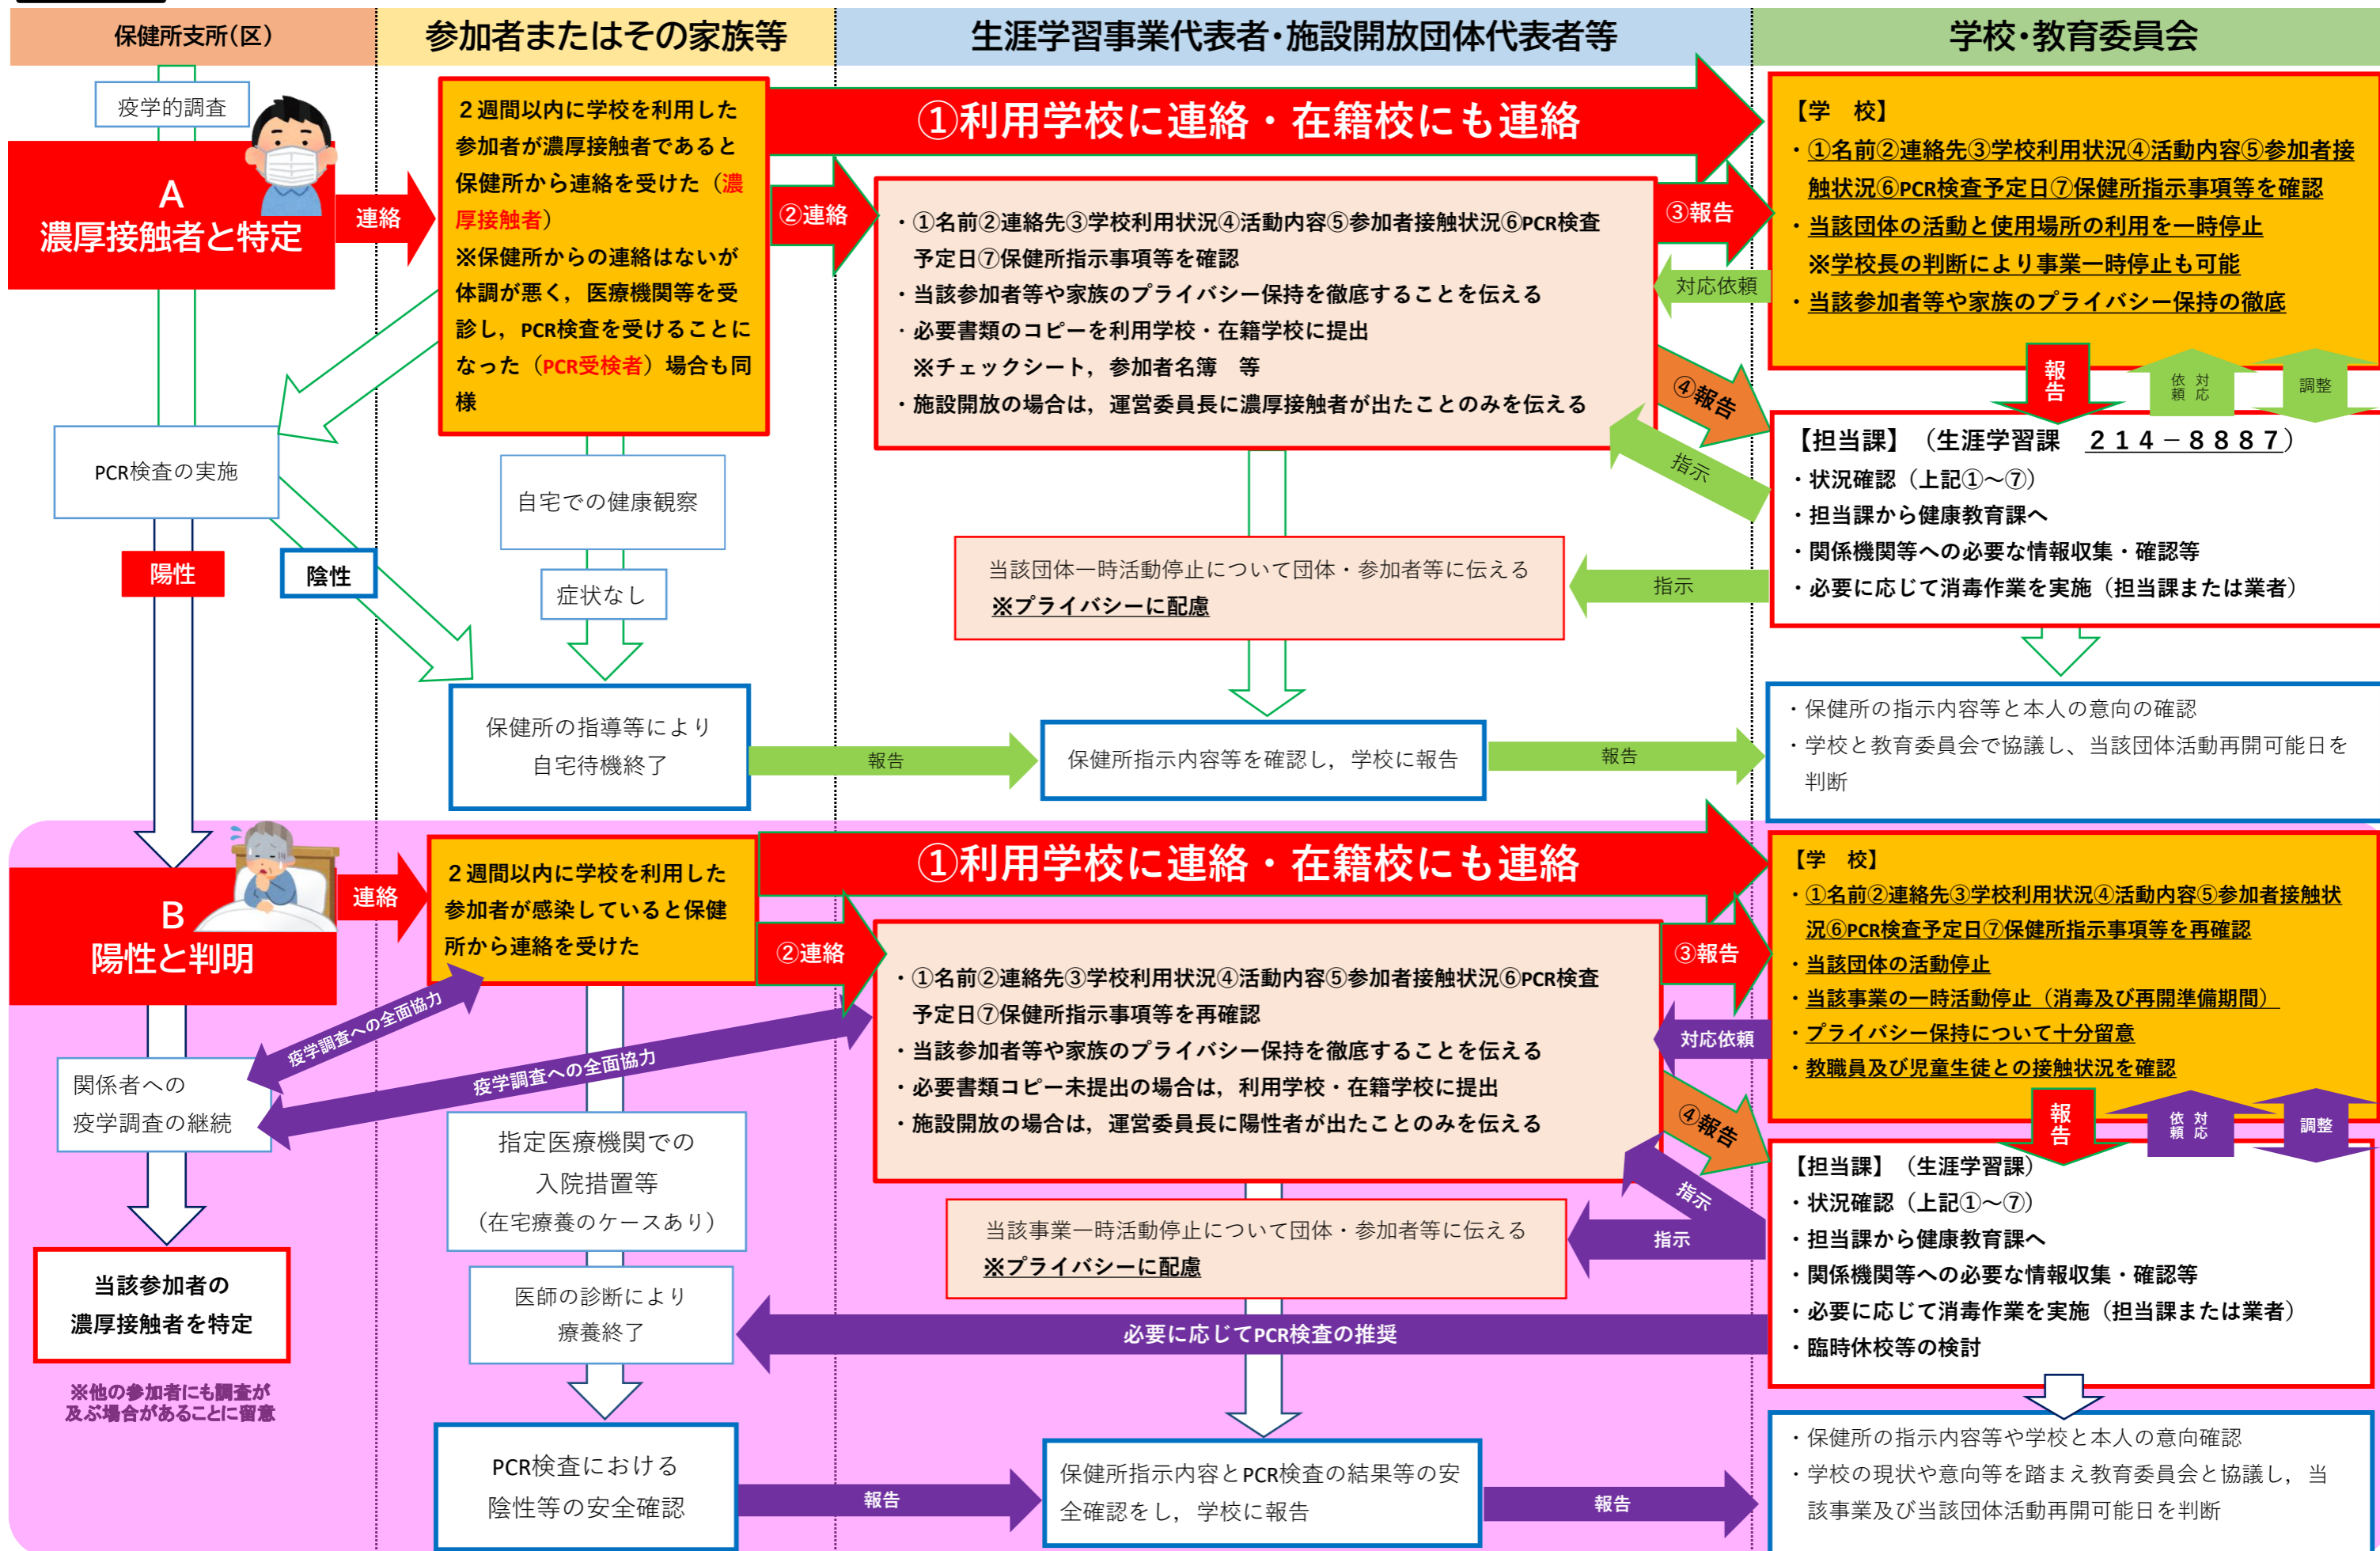 保健所支所（区）
参加者またはその家族等
生涯学習事業代表者・施設開放団体代表者等
学校・教育委員会
疫学的調査
A
濃厚接触者と特定
連絡
２週間以内に学校を利用した
参加者が濃厚接触者であると
保健所から連絡を受けた（濃
厚接触者）
※保健所からの連絡はないが
体調が悪く，医療機関等を受
診し，PCR検査を受けることに
なった（PCR受検者）場合も同
様
①利用学校に連絡・在籍校にも連絡
②連絡
・①名前②連絡先③学校利用状況④活動内容⑤参加者接触状況⑥PCR検査
予定日⑦保健所指示事項等を確認
・当該参加者等や家族のプライバシー保持を徹底することを伝える
・必要書類のコピーを利用学校・在籍学校に提出
※チェックシート，参加者名簿　等
・施設開放の場合は，運営委員長に濃厚接触者が出たことのみを伝える
③報告
対応依頼
④報告
指示
【学　校】
・①名前②連絡先③学校利用状況④活動内容⑤参加者接
触状況⑥PCR検査予定日⑦保健所指示事項等を確認
・当該団体の活動と使用場所の利用を一時停止
※学校長の判断により事業一時停止も可能
・当該参加者等や家族のプライバシー保持の徹底
報告
対応
依頼
調整
【担当課】（生涯学習課　２１４－８８８７）
・状況確認（上記①～⑦）
・担当課から健康教育課へ
・関係機関等への必要な情報収集・確認等
・必要に応じて消毒作業を実施（担当課または業者）
PCR検査の実施
陽性
陰性
自宅での健康観察
症状なし
当該団体一時活動停止について団体・参加者等に伝える
※プライバシーに配慮
指示
保健所の指導等により
自宅待機終了
報告
保健所指示内容等を確認し，学校に報告
報告
・保健所の指示内容等と本人の意向の確認
・学校と教育委員会で協議し、当該団体活動再開可能日を
判断
B
陽性と判明
連絡
２週間以内に学校を利用した
参加者が感染していると保健
所から連絡を受けた
①利用学校に連絡・在籍校にも連絡
②連絡
・①名前②連絡先③学校利用状況④活動内容⑤参加者接触状況⑥PCR検査
予定日⑦保健所指示事項等を再確認
・当該参加者等や家族のプライバシー保持を徹底することを伝える
・必要書類コピー未提出の場合は，利用学校・在籍学校に提出
・施設開放の場合は，運営委員長に陽性者が出たことのみを伝える
③報告
対応依頼
④報告
指示
【学　校】
・①名前②連絡先③学校利用状況④活動内容⑤参加者接触状
況⑥PCR検査予定日⑦保健所指示事項等を再確認
・当該団体の活動停止
・当該事業の一時活動停止（消毒及び再開準備期間）
・プライバシー保持について十分留意
・教職員及び児童生徒との接触状況を確認
報告
対応
依頼
調整
【担当課】（生涯学習課）
・状況確認（上記①～⑦）
・担当課から健康教育課へ
・関係機関等への必要な情報収集・確認等
・必要に応じて消毒作業を実施（担当課または業者）
・臨時休校等の検討
疫学調査への全面協力
疫学調査への全面協力
関係者への
疫学調査の継続
当該参加者の
濃厚接触者を特定
※他の参加者にも調査が
及ぶ場合があることに留意
指定医療機関での
入院措置等
（在宅療養のケースあり）
医師の診断により
療養終了
当該事業一時活動停止について団体・参加者等に伝える
※プライバシーに配慮
指示
必要に応じてPCR検査の推奨
PCR検査における
陰性等の安全確認
報告
保健所指示内容とPCR検査の結果等の安
全確認をし，学校に報告
報告
・保健所の指示内容等や学校と本人の意向確認
・学校の現状や意向等を踏まえ教育委員会と協議し，当
該事業及び当該団体活動再開可能日を判断